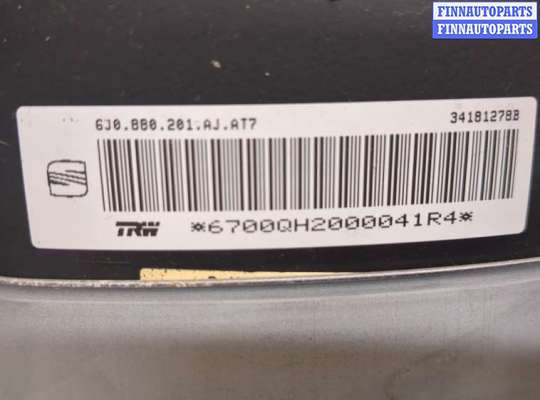 FINNAUTOPARTS
FINNAUTOPARTS
6J0.880.201.AJ.AT7 34181278B
TRW *6700QH2000041R4*